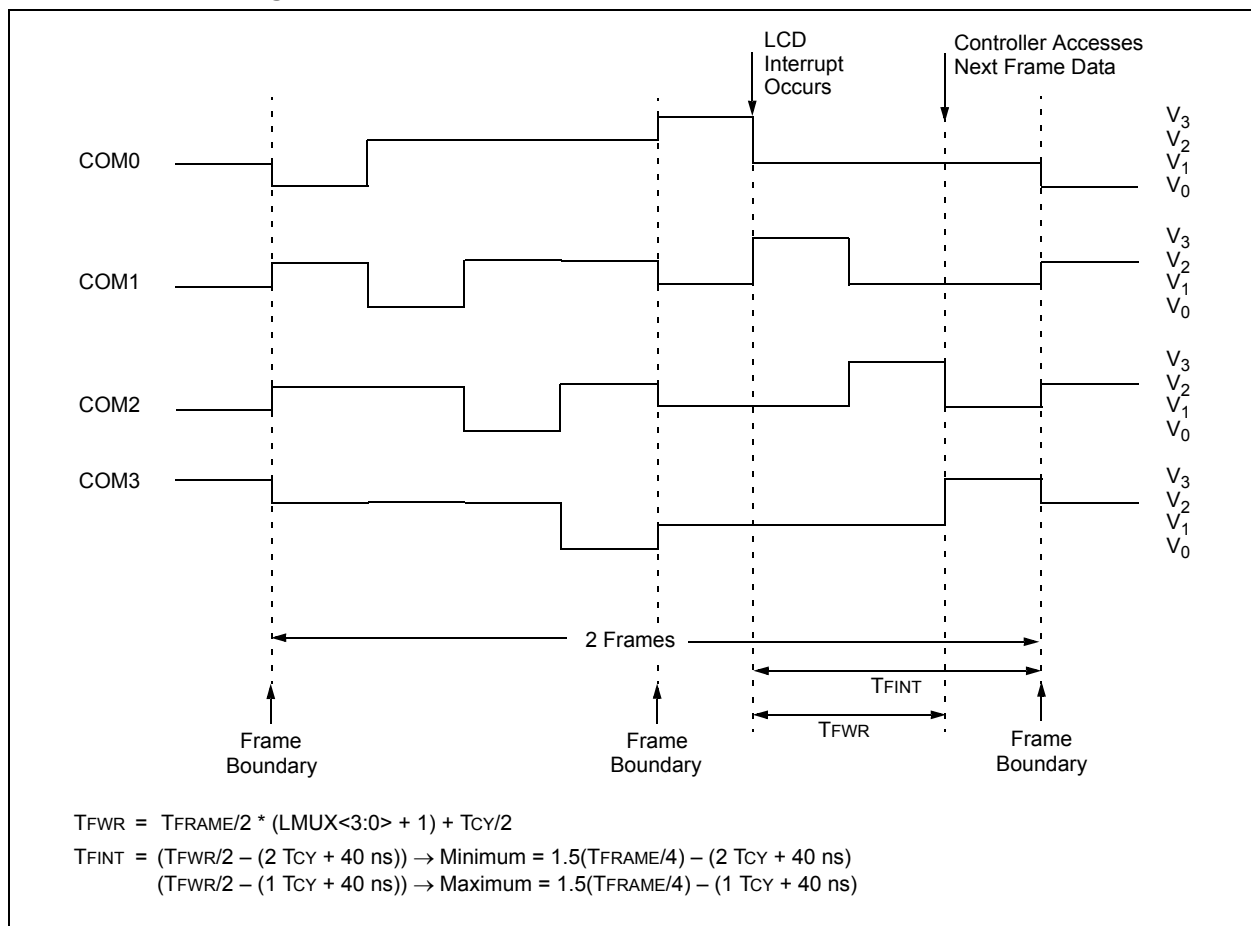 LCD
Interrupt
Occurs
Controller Accesses
Next Frame Data
COM0
V3
V2
V1
V0
COM1
V3
V2
V1
V0
COM2
V3
V2
V1
V0
COM3
V3
V2
V1
V0
2 Frames
TFINT
TFWR
Frame
Boundary
Frame
Boundary
Frame
Boundary
TFWR = TFRAME/2 * (LMUX<3:0> + 1) + TCY/2
TFINT = (TFWR/2 – (2 TCY + 40 ns)) → Minimum = 1.5(TFRAME/4) – (2 TCY + 40 ns)
(TFWR/2 – (1 TCY + 40 ns)) → Maximum = 1.5(TFRAME/4) – (1 TCY + 40 ns)